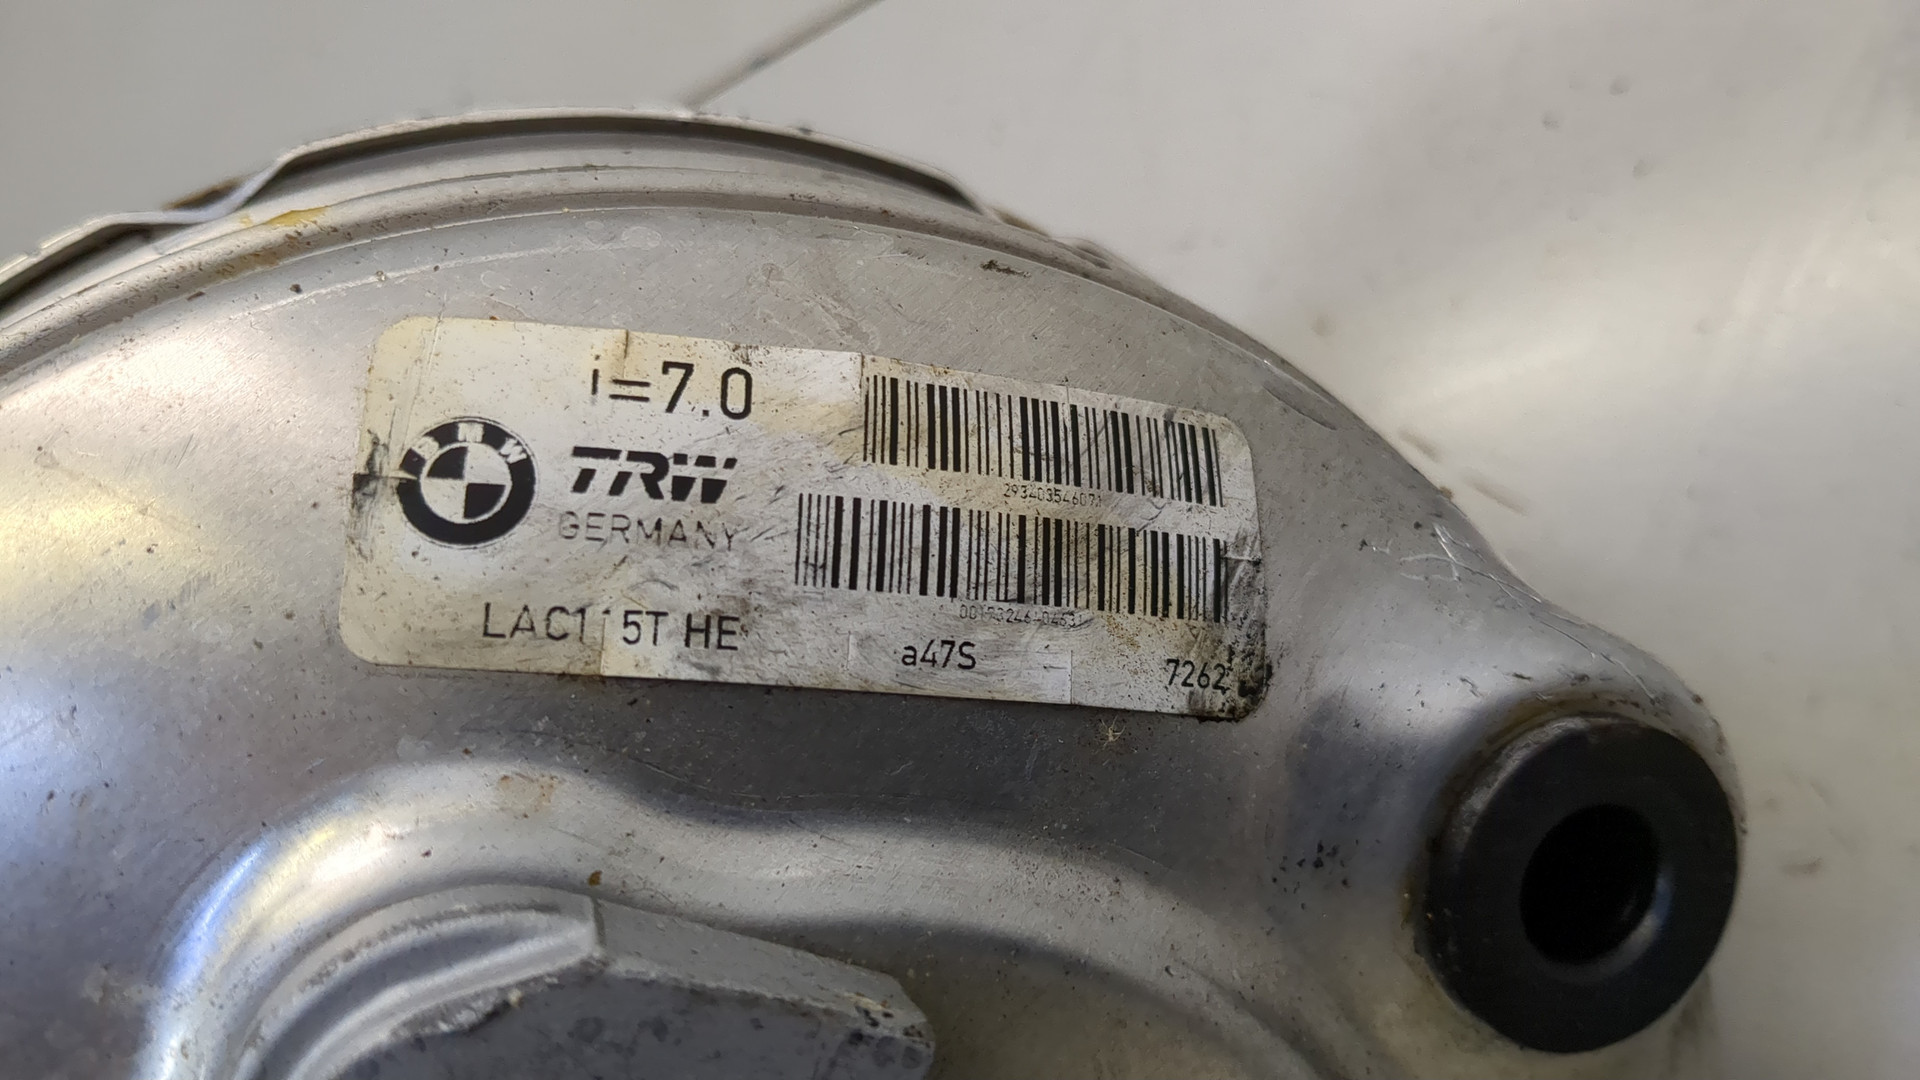 i=7.0
BMW
TRW
GERMANY
293403546071
LAC115T HE
a47S
7262